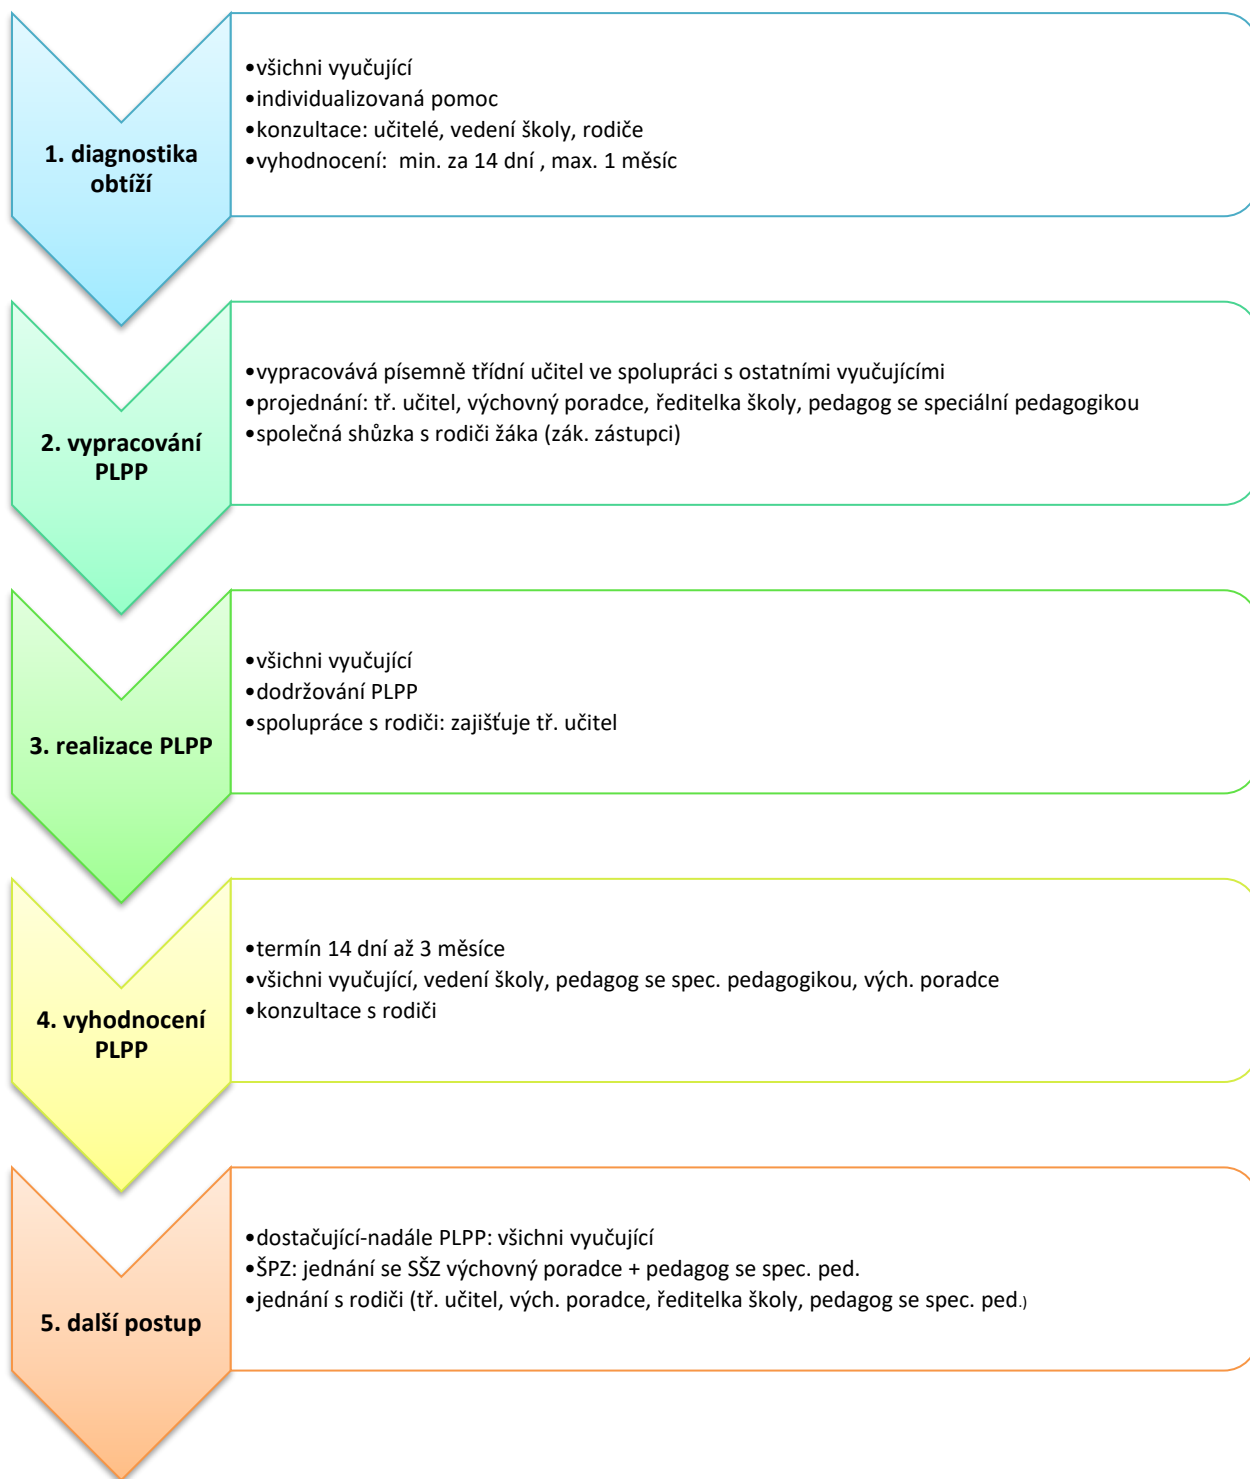 1. diagnostika
obtíží
•všichni vyučující
•individualizovaná pomoc
•konzultace: učitelé, vedení školy, rodiče
•vyhodnocení:  min. za 14 dní , max. 1 měsíc
2. vypracování
PLPP
•vypracovává písemně třídní učitel ve spolupráci s ostatními vyučujícími
•projednání: tř. učitel, výchovný poradce, ředitelka školy, pedagog se speciální pedagogikou
•společná shůzka s rodiči žáka (zák. zástupci)
3. realizace PLPP
•všichni vyučující
•dodržování PLPP
•spolupráce s rodiči: zajišťuje tř. učitel
4. vyhodnocení
PLPP
•termín 14 dní až 3 měsíce
•všichni vyučující, vedení školy, pedagog se spec. pedagogikou, vých. poradce
•konzultace s rodiči
5. další postup
•dostačující-nadále PLPP: všichni vyučující
•ŠPZ: jednání se SŠZ výchovný poradce + pedagog se spec. ped.
•jednání s rodiči (tř. učitel, vých. poradce, ředitelka školy, pedagog se spec. ped.)